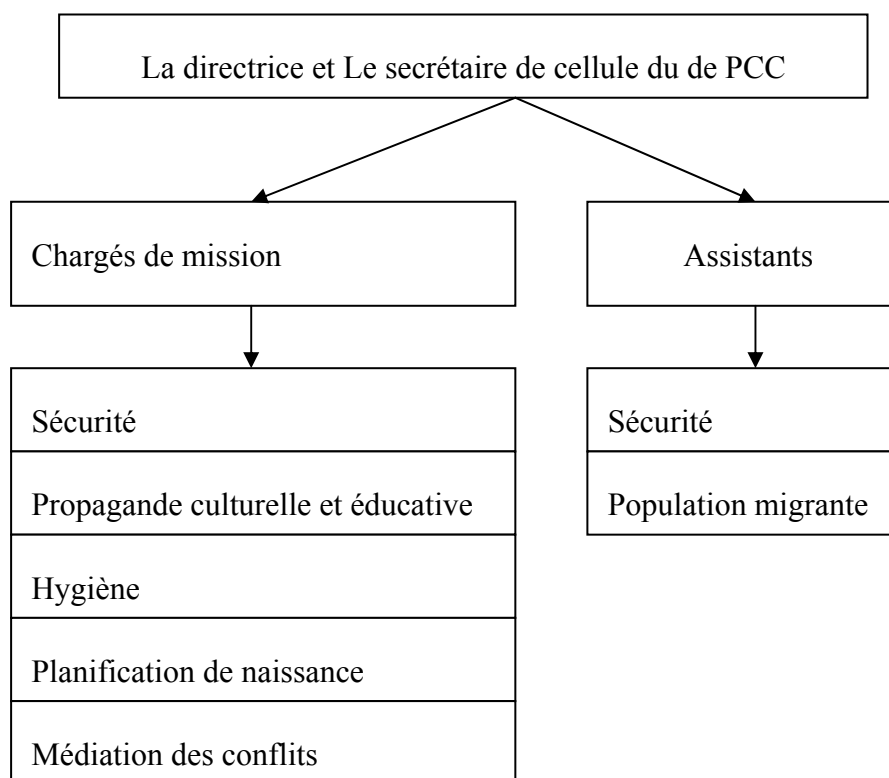 La directrice et Le secrétaire de cellule du de PCC
Chargés de mission
Assistants
Sécurité
Propagande culturelle et éducative
Hygiène
Planification de naissance
Médiation des conflits
Sécurité
Population migrante